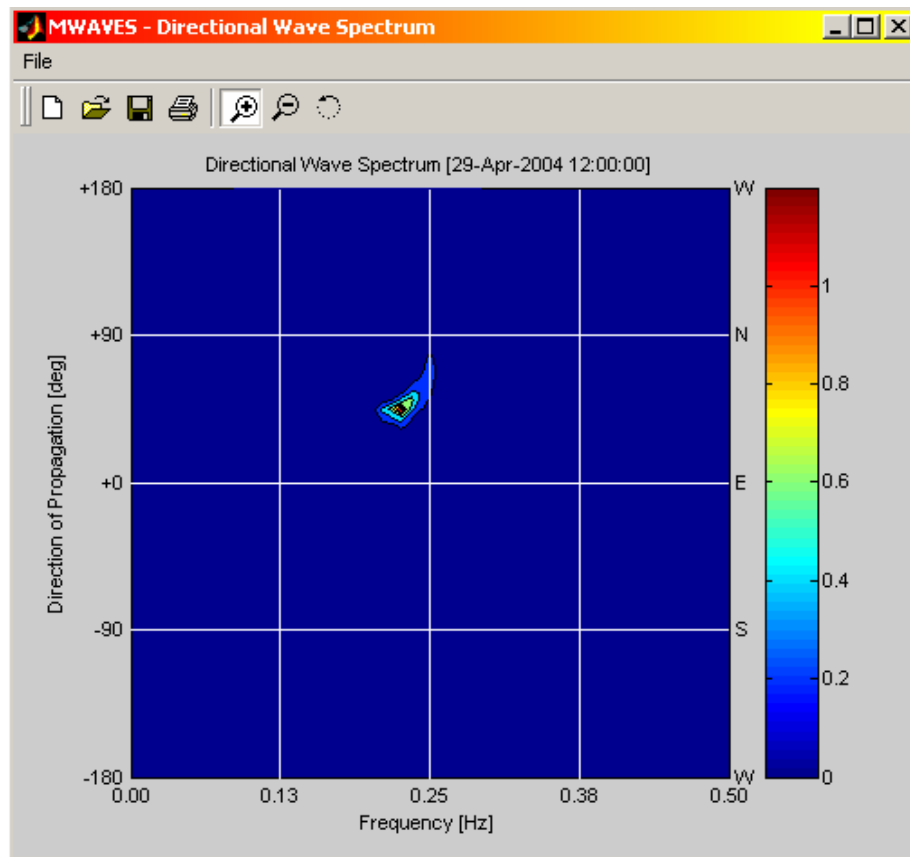 MWAVES - Directional Wave Spectrum
File
Directional Wave Spectrum [29-Apr-2004 12:00:00]
+180
+90
+0
-90
-180
Direction of Propagation [deg]
0.00 0.13 0.25 0.38 0.50
Frequency [Hz]
W
N
E
S
W
1
0.8
0.6
0.4
0.2
0